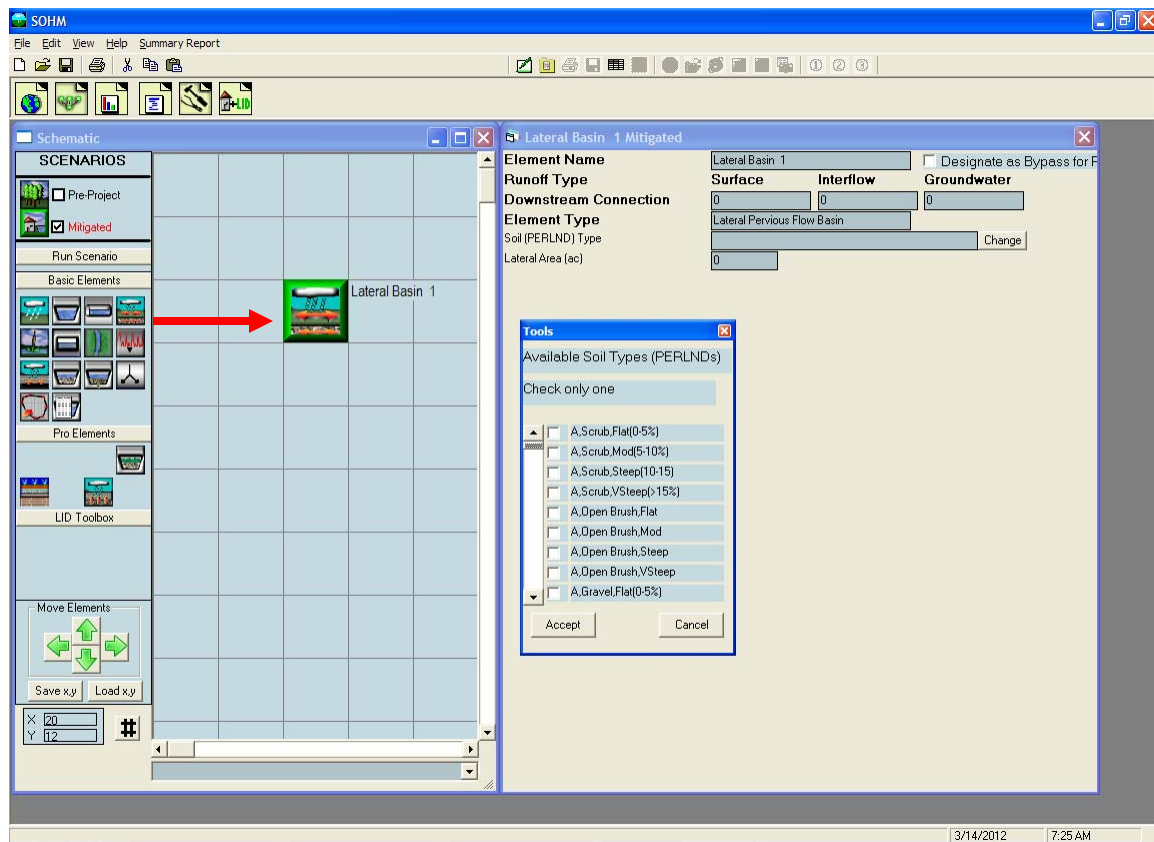 SOHM
File Edit View Help Summary Report
Schematic
SCENARIOS
Pre-Project
Mitigated
Run Scenario
Basic Elements
Pro Elements
LID Toolbox
Move Elements
Save x,y Load x,y
X 20
Y 12
Lateral Basin 1
Lateral Basin 1 Mitigated
Element Name Lateral Basin 1 Designate as Bypass for P
Runoff Type Surface Interflow Groundwater
Downstream Connection 0 0 0
Element Type Lateral Pervious Flow Basin
Soil (PERLND) Type Change
Lateral Area (ac) 0
Tools
Available Soil Types (PERLNDs)
Check only one
A,Scrub,Flat(0-5%)
A,Scrub,Mod(5-10%)
A,Scrub,Steep(10-15)
A,Scrub,VSteep(>15%)
A,Open Brush,Flat
A,Open Brush,Mod
A,Open Brush,Steep
A,Open Brush,VSteep
A,Gravel,Flat(0-5%)
Accept Cancel
3/14/2012 7:25 AM